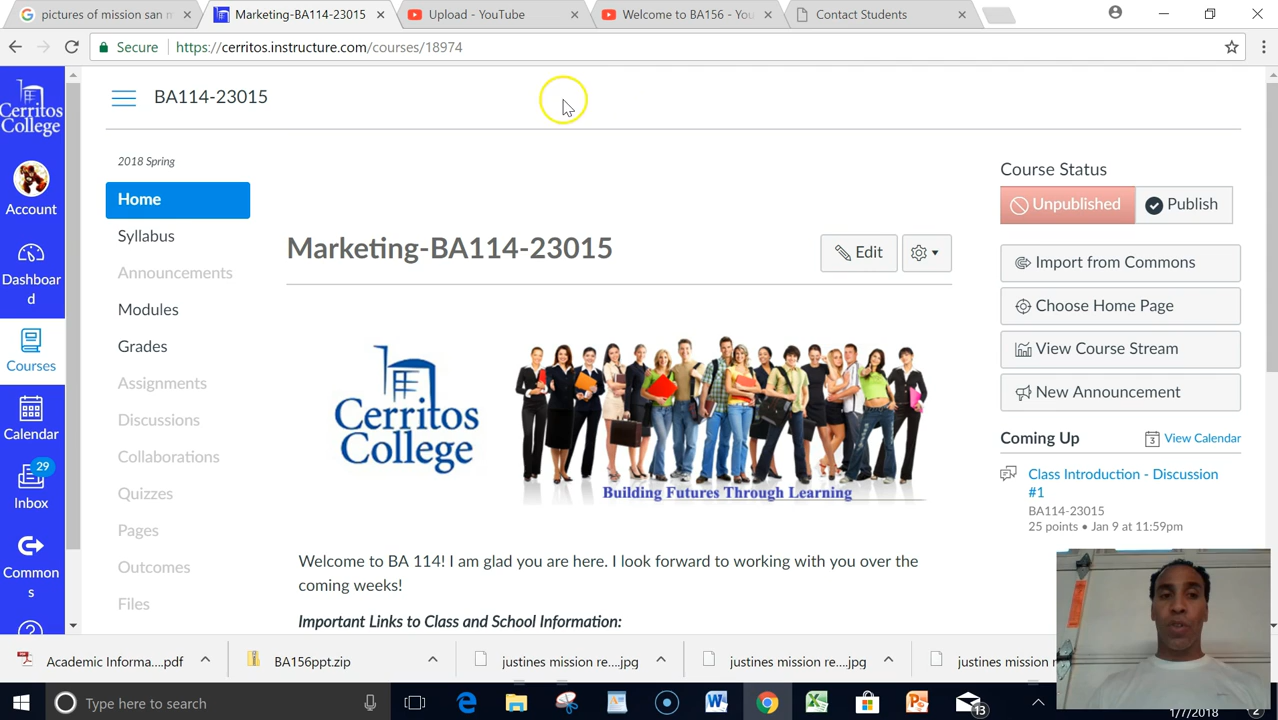 pictures of mission san m
Marketing-BA114-23015
Upload - YouTube
Welcome to BA156 - You
Contact Students
Secure
https://cerritos.instructure.com/courses/18974
Cerritos
College
Account
Dashboar
d
Courses
Calendar
29
Inbox
Common
s
BA114-23015
2018 Spring
Home
Syllabus
Announcements
Modules
Grades
Assignments
Discussions
Collaborations
Quizzes
Pages
Outcomes
Files
Marketing-BA114-23015
Edit
Cerritos
College
Building Futures Through Learning
Welcome to BA 114! I am glad you are here. I look forward to working with you over the
coming weeks!
Important Links to Class and School Information:
Course Status
Unpublished
Publish
Import from Commons
Choose Home Page
View Course Stream
New Announcement
Coming Up
3
View Calendar
Class Introduction - Discussion
#1
BA114-23015
25 points • Jan 9 at 11:59pm
Academic Informa....pdf
BA156ppt.zip
justines mission re....jpg
justines mission re....jpg
justines mission
Type here to search
13
1/7/2018
2